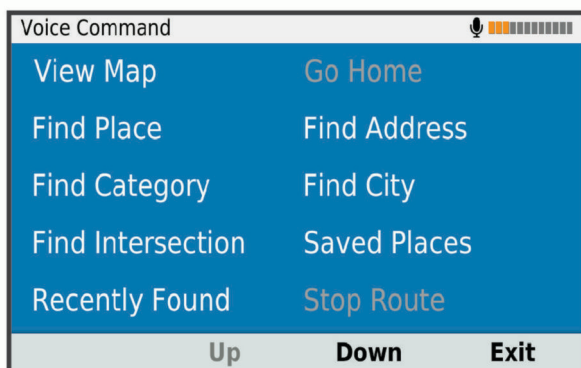 Voice Command
View Map Go Home
Find Place Find Address
Find Category Find City
Find Intersection Saved Places
Recently Found Stop Route
Up Down Exit